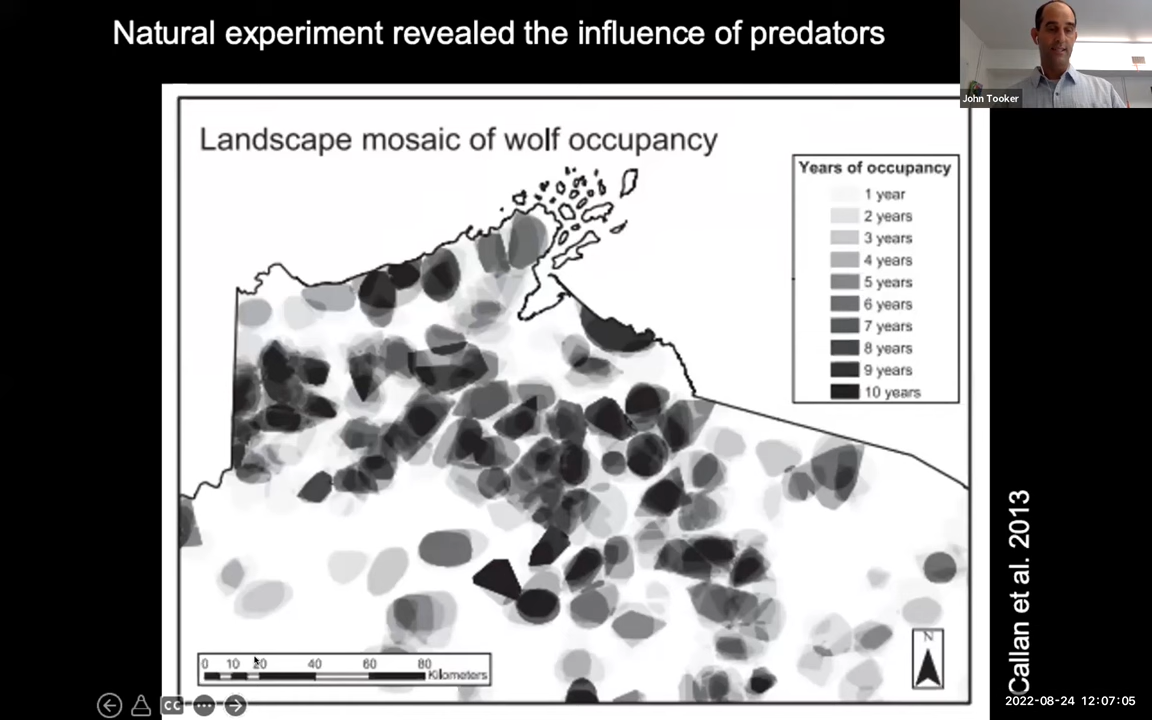 Natural experiment revealed the influence of predators
John Tooker
Landscape mosaic of wolf occupancy
Years of occupancy
1 year
2 years
3 years
4 years
5 years
6 years
7 years
8 years
9 years
10 years
Callan et al. 2013
N
0 10 20 40 60 80
Kilometers
CC
2022-08-24 12:07:05